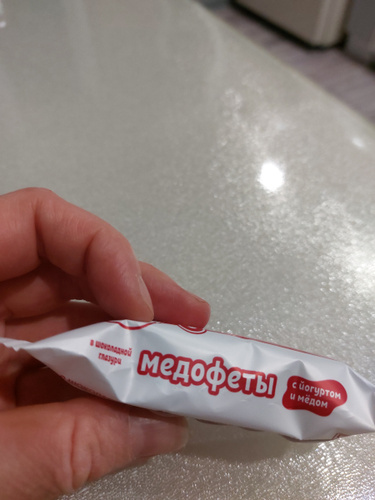 в шоколадной
глазури
медофеты
с йогуртом
и мёдом